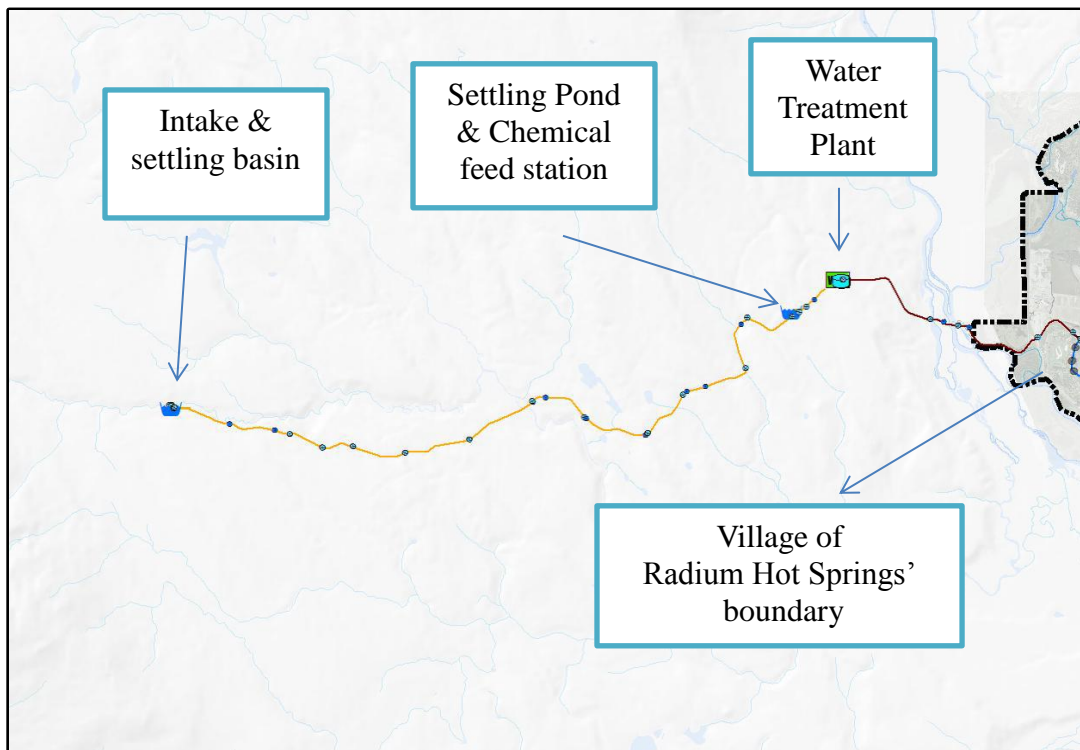 Intake &
settling basin
Settling Pond
& Chemical
feed station
Water
Treatment
Plant
Village of
Radium Hot Springs’
boundary